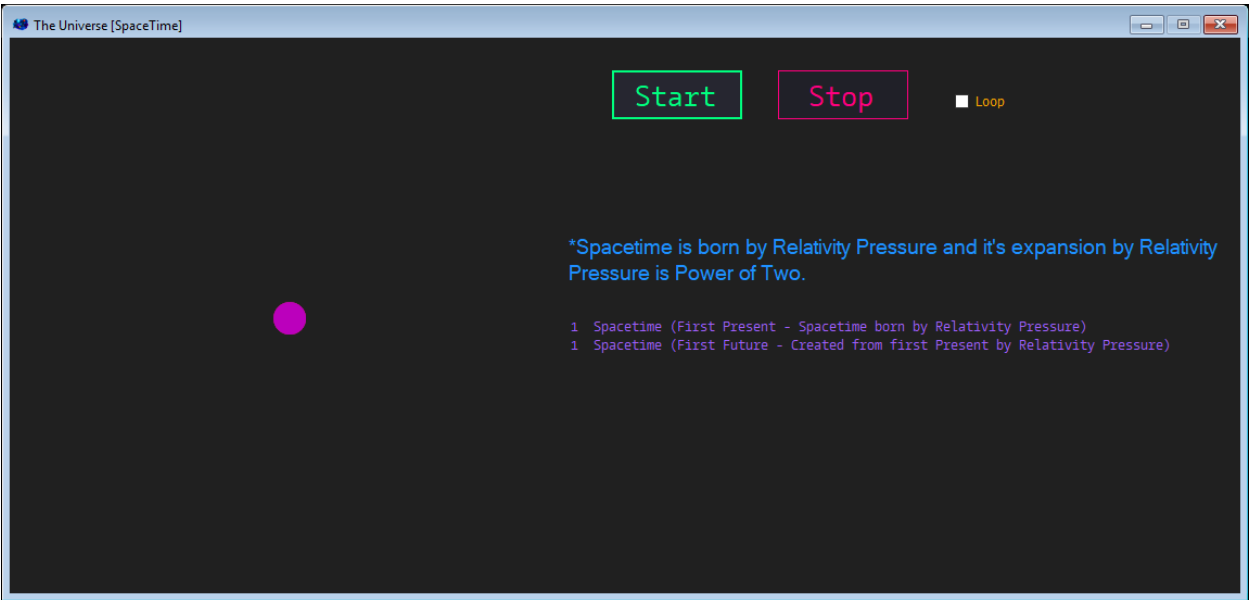 The Universe [SpaceTime]
Start Stop Loop
*Spacetime is born by Relativity Pressure and it's expansion by Relativity
Pressure is Power of Two.
1 Spacetime (First Present - Spacetime born by Relativity Pressure)
1 Spacetime (First Future - Created from first Present by Relativity Pressure)